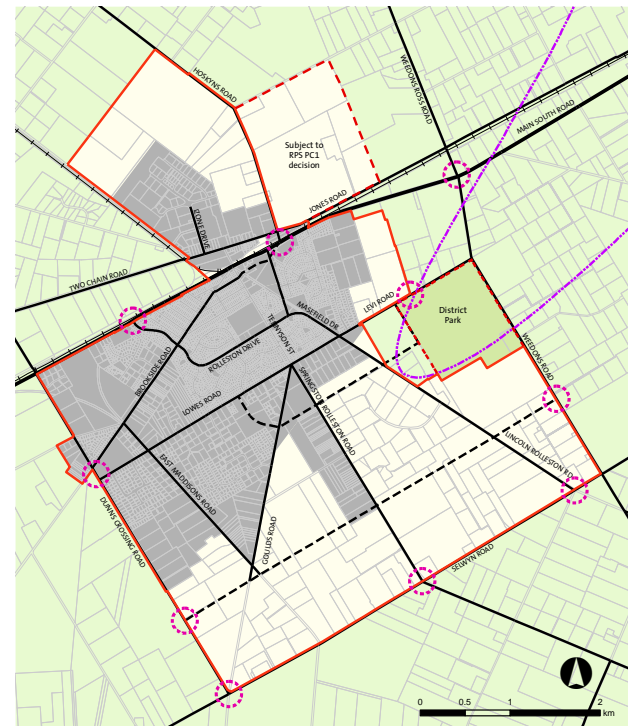 HOSKYNS ROAD
WEEDONS ROSS ROAD
MAIN SOUTH ROAD
Subject to
RPS PC1
decision
JONES ROAD
IZONE DRIVE
TWO CHAIN ROAD
LEVI ROAD
MASEFIELD DR
District
Park
TENNYSON ST
WEEDONS ROAD
BROOKSIDE ROAD
ROLLESTON DRIVE
LOWES ROAD
SPRINGSTON ROLLESTON ROAD
LINCOLN ROLLESTON RD
EAST MADDISONS ROAD
DUNNS CROSSING ROAD
GOULDS ROAD
SELWYN ROAD
0 0.5 1 2
km